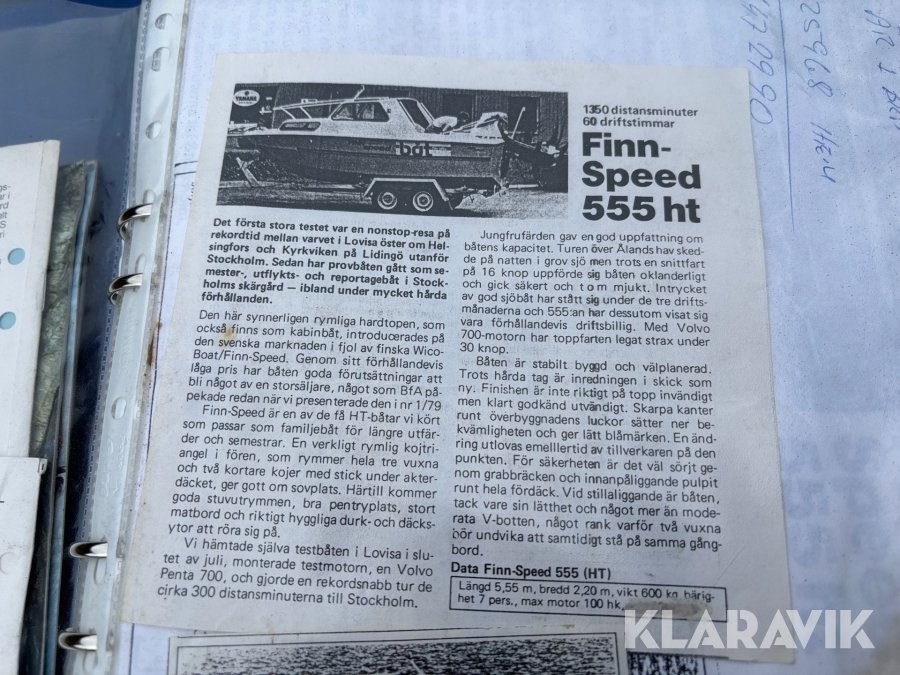 1350 distansminuter
60 driftstimmar
Finn-
Speed
555 ht
YAMAHA
båt
Det första stora testet var en nonstop-resa på
rekordtid mellan varvet i Lovisa öster om Hel-
singfors och Kyrkviken på Lidingö utanför
Stockholm. Sedan har provbåten gått som se-
mester-, utflykts- och reportagebåt i Stock-
holms skärgård — ibland under mycket hårda
förhållanden.
Den här synnerligen rymliga hardtopen, som
också finns som kabinbåt, introducerades på
den svenska marknaden i fjol av finska Wico-
Boat/Finn-Speed. Genom sitt förhållandevis
låga pris har båten goda förutsättningar att
bli något av en storsäljare, något som BfA på-
pekade redan när vi presenterade den i nr 1/79
Finn-Speed är en av de få HT-båtar vi kört
som passar som familjebåt för längre utfär-
der och semestrar. En verkligt rymlig kojtri-
angel i fören, som rymmer hela tre vuxna
och två kortare kojer med stick under akter-
däcket, ger gott om sovplats. Härtill kommer
goda stuvutrymmen, bra pentryplats, stort
matbord och riktigt hyggliga durk- och däcks-
ytor att röra sig på.
Vi hämtade själva testbåten i Lovisa i slu-
tet av juli, monterade testmotorn, en Volvo
Penta 700, och gjorde en rekordsnabb tur de
cirka 300 distansminuterna till Stockholm.
Jungfrufärden gav en god uppfattning om
båtens kapacitet. Turen över Ålands hav sked-
de på natten i grov sjö men trots en snittfart
på 16 knop uppförde sig båten oklanderligt
och gick säkert och t o m mjukt. Intrycket
av god sjöbåt har stått sig under de tre drifts-
månaderna och 555:an har dessutom visat sig
vara förhållandevis driftsbillig. Med Volvo
700-motorn har toppfarten legat strax under
30 knop.
Båten är stabilt byggd och välplanerad.
Trots hårda tag är inredningen i skick som
ny. Finishen är inte riktigt på topp invändigt
men klart godkänd utvändigt. Skarpa kanter
runt överbyggnadens luckor sätter ner be-
kvämligheten och ger lätt blåmärken. En änd-
ring utlovas emellertid av tillverkaren på den
punkten. För säkerheten är det väl sörjt ge-
nom grabbräcken och innanpåliggande pulpit
runt hela fördäck. Vid stillaliggande är båten,
tack vare sin lätthet och något mer än mode-
rata V-botten, något rank varför två vuxna
bör undvika att samtidigt stå på samma gång-
bord.
Data Finn-Speed 555 (HT)
Längd 5,55 m, bredd 2,20 m, vikt 600 kg, bärig-
het 7 pers., max motor 100 hk.
KLARAVIK